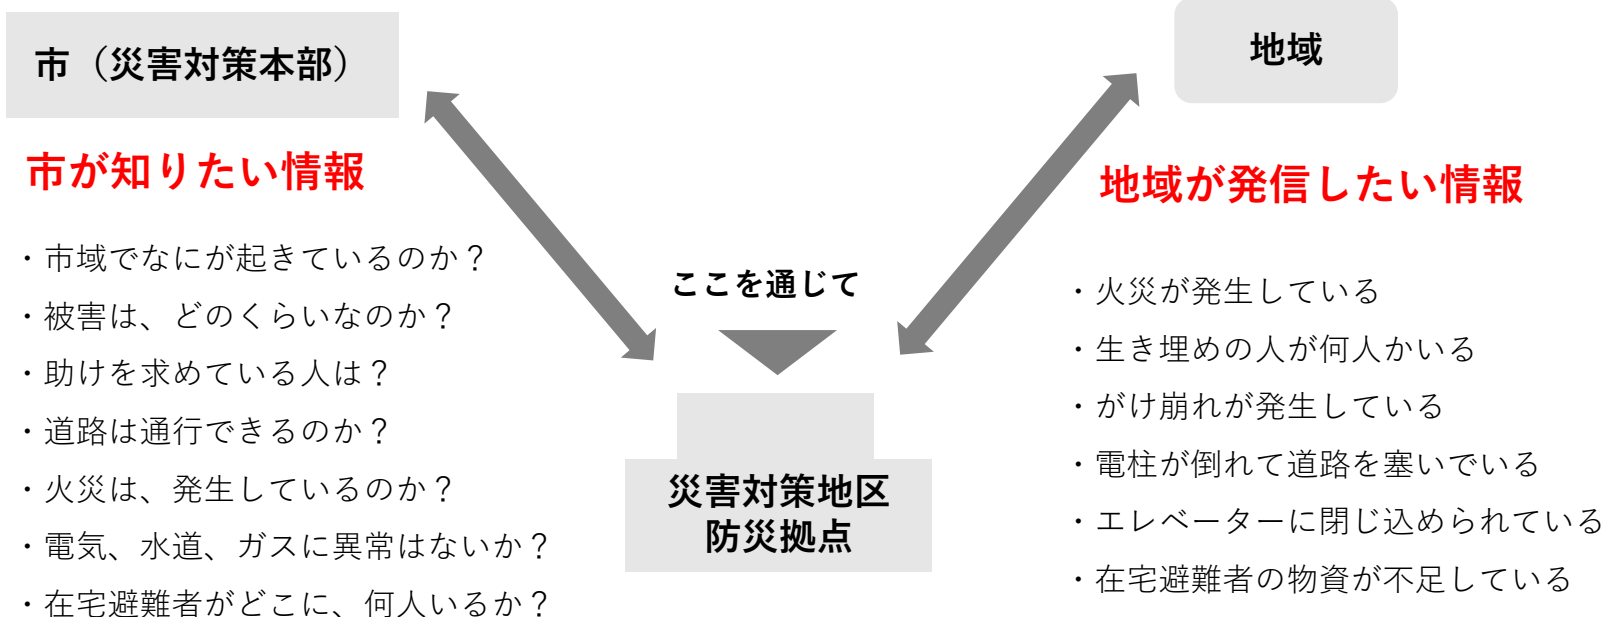 市（災害対策本部）
市が知りたい情報
・市域でなにが起きているのか？
・被害は、どのくらいなのか？
・助けを求めている人は？
・道路は通行できるのか？
・火災は、発生しているのか？
・電気、水道、ガスに異常はないか？
・在宅避難者がどこに、何人いるか？
ここを通じて
災害対策地区
防災拠点
地域
地域が発信したい情報
・火災が発生している
・生き埋めの人が何人かいる
・がけ崩れが発生している
・電柱が倒れて道路を塞いでいる
・エレベーターに閉じ込められている
・在宅避難者の物資が不足している